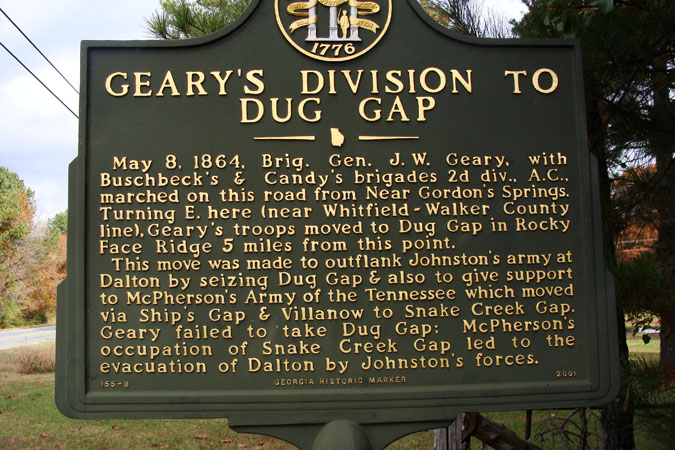 1776
GEARY'S DIVISION TO
DUG GAP
May 8, 1864, Brig. Gen. J. W. Geary, with
Buschbeck's & Candy's brigades 2d div., A.C.,
marched on this road from Near Gordon's Springs.
Turning E. here (near Whitfield-Walker County
line), Geary's troops moved to Dug Gap in Rocky
Face Ridge 5 miles from this point.
This move was made to outflank Johnston's army at
Dalton by seizing Dug Gap & also to give support
to McPherson's Army of the Tennessee which moved
via Ship's Gap & Villanow to Snake Creek Gap.
Geary failed to take Dug Gap; McPherson's
occupation of Snake Creek Gap led to the
evacuation of Dalton by Johnston's forces.
155-8 GEORGIA HISTORIC MARKER 2001